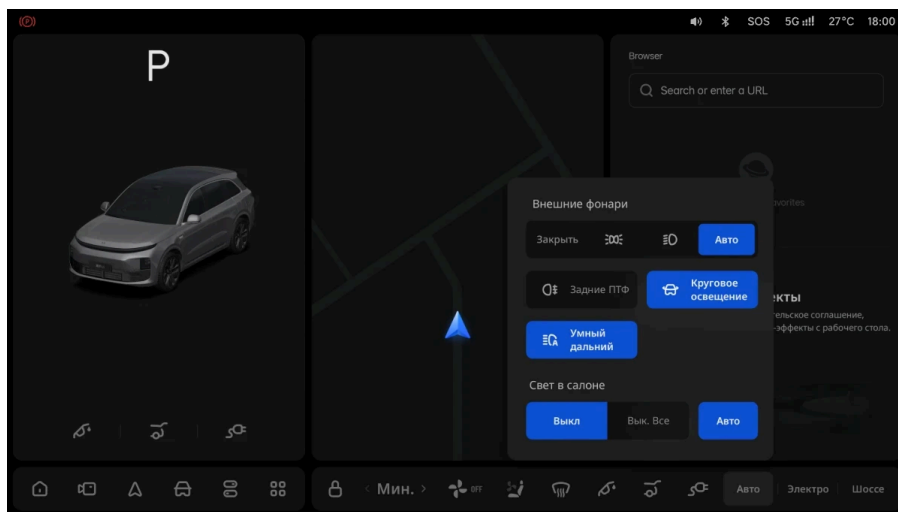 (P)
SOS 5G 27°C 18:00
P
Browser
Search or enter a URL
Внешние фонари
Закрыть
Авто
Задние ПТФ
Круговое
освещение
Умный
дальний
Свет в салоне
Выкл
Вык. Все
Авто
< Мин. >
OFF
Авто
Электро
Шоссе